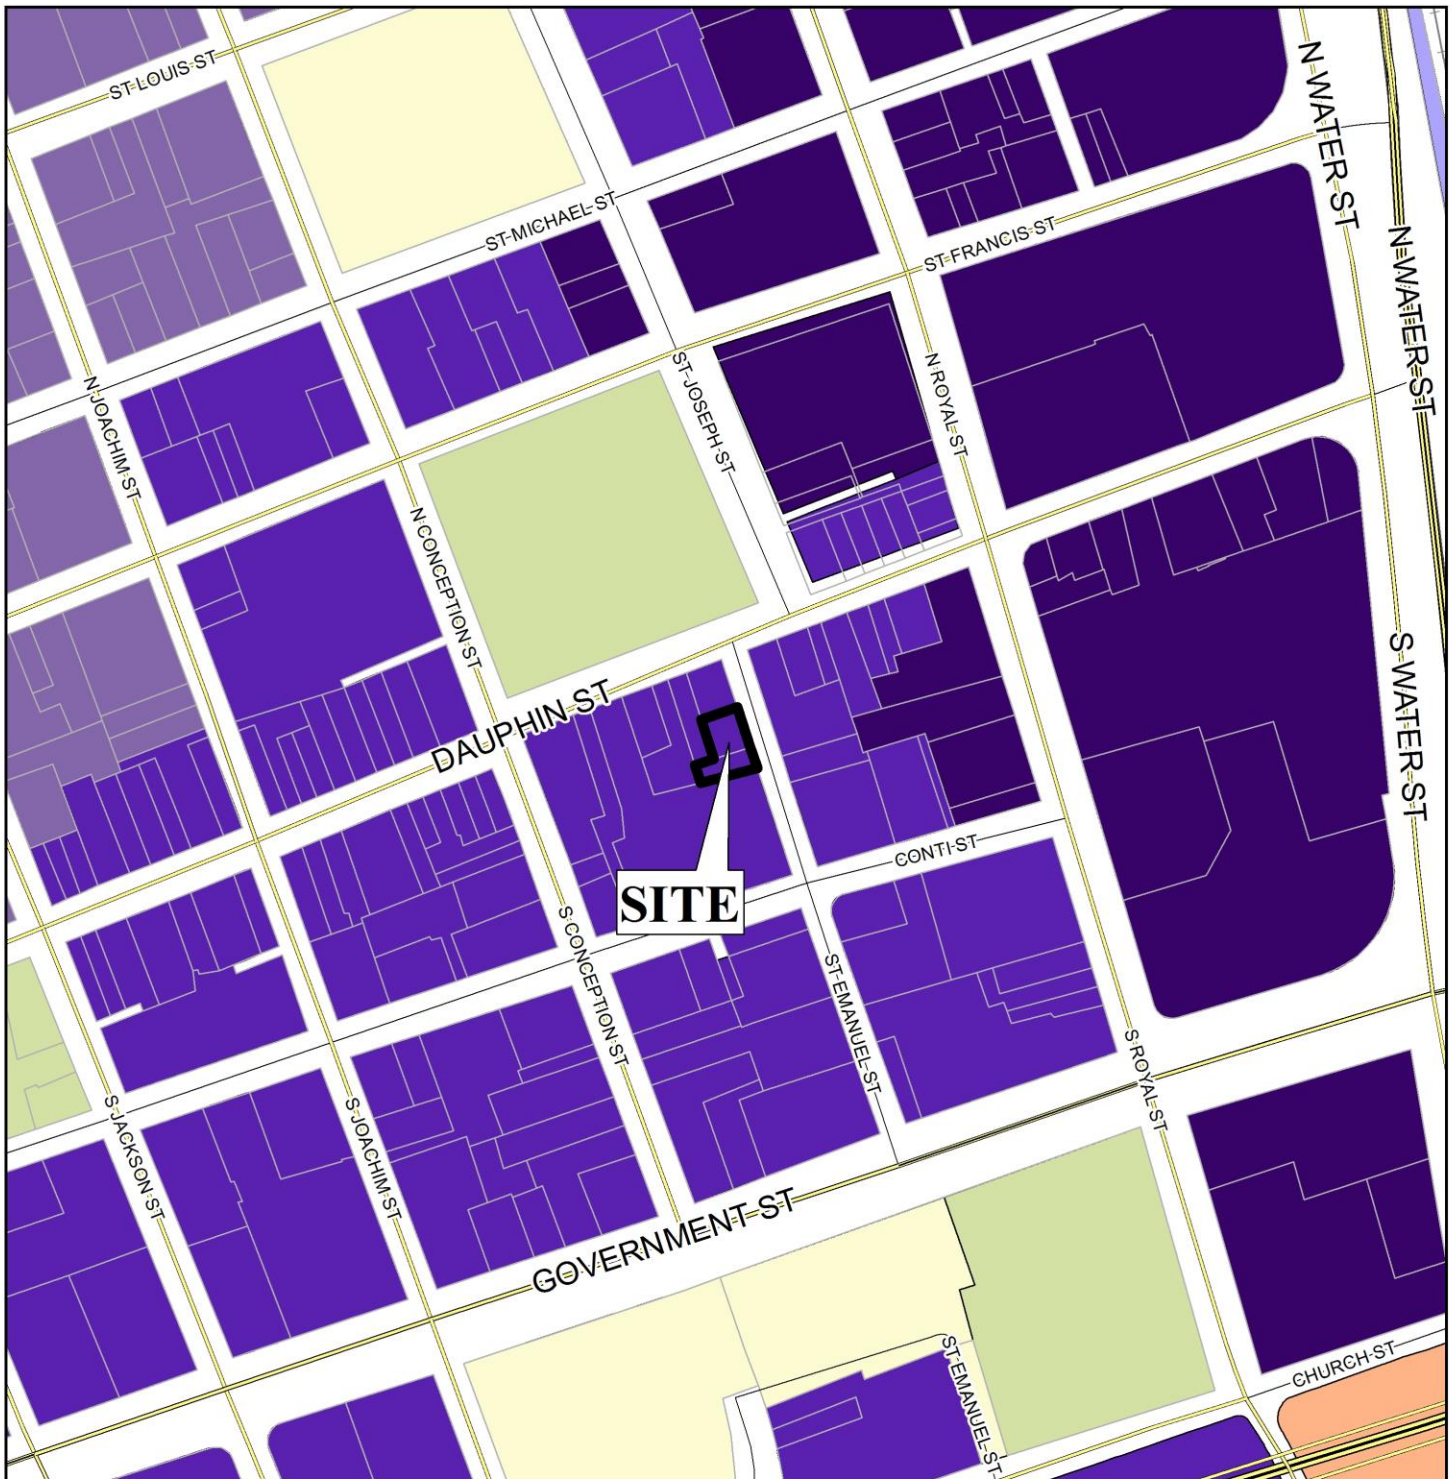 ST LOUIS ST
N WATER ST
ST MICHAEL ST
ST FRANCIS ST
N WATER ST
N JOACHIM ST
ST JOSEPH ST
N ROYAL ST
N CONCEPTION ST
DAUPHIN ST
S WATER ST
CONTI ST
SITE
S CONCEPTION ST
ST EMANUEL ST
S ROYAL ST
S JACKSON ST
S JOACHIM ST
GOVERNMENT ST
ST EMANUEL ST
CHURCH ST